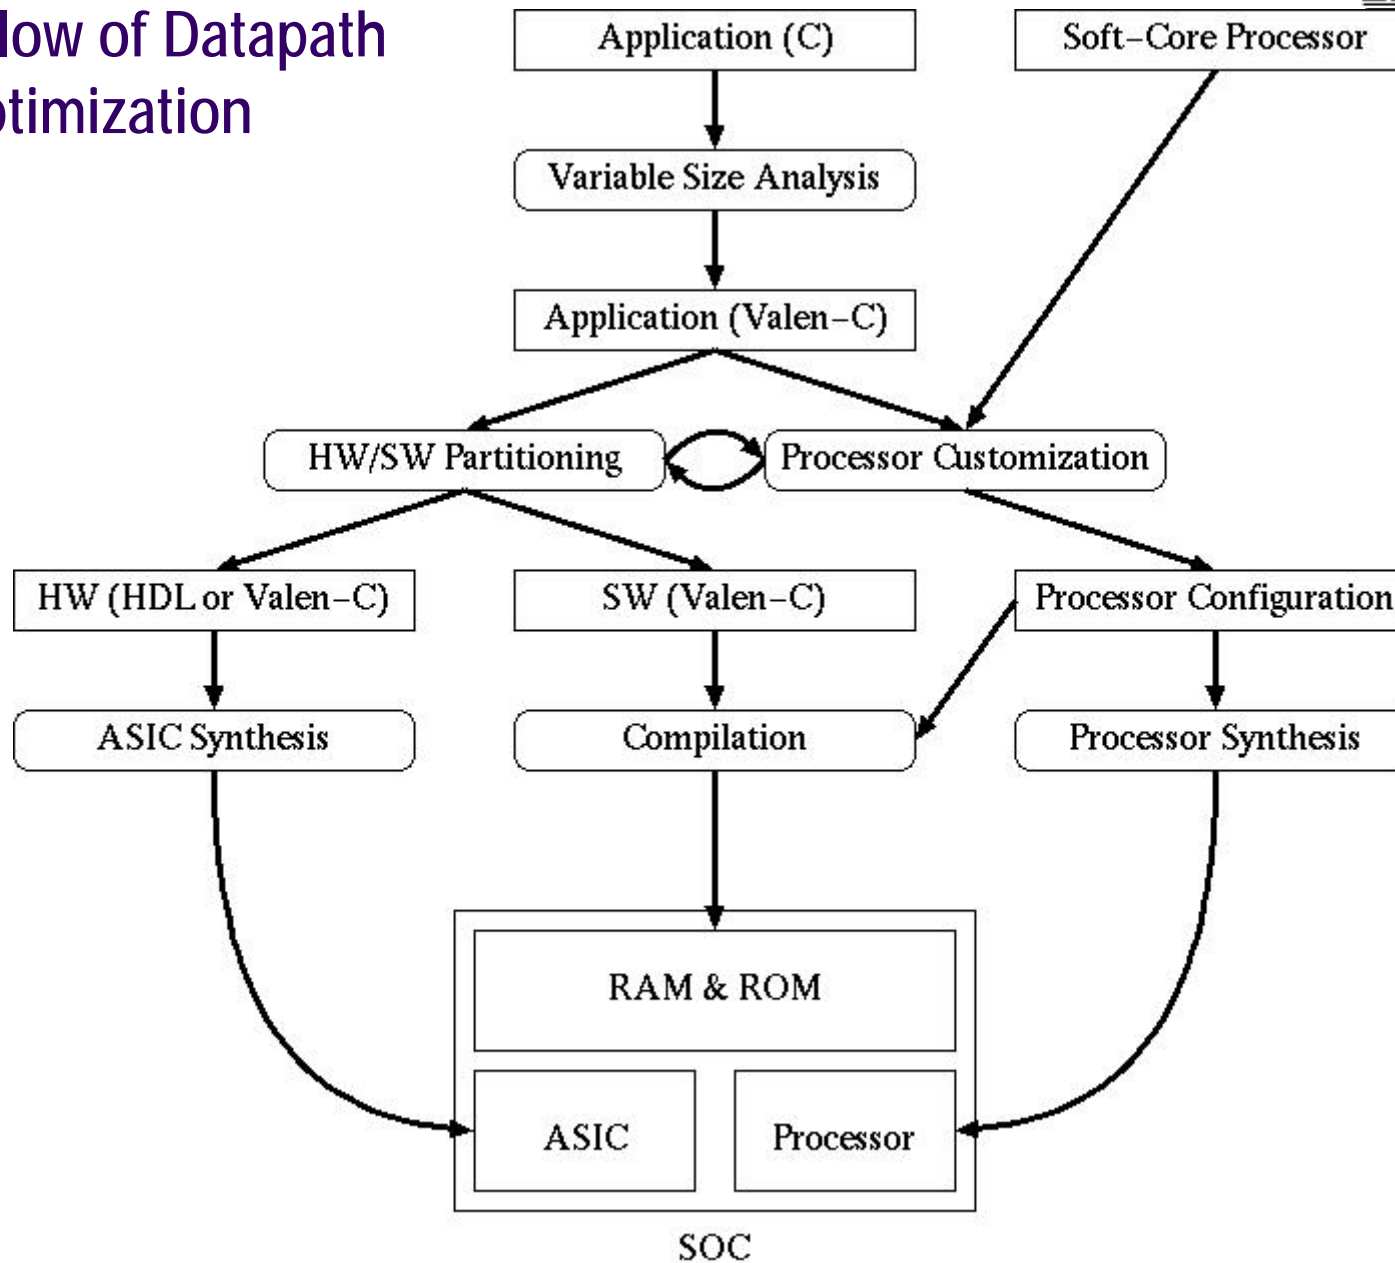 low of Datapath
ptimization
Application (C)
Soft-Core Processor
Variable Size Analysis
Application (Valen-C)
HW/SW Partitioning
Processor Customization
HW (HDL or Valen-C)
SW (Valen-C)
Processor Configuration
ASIC Synthesis
Compilation
Processor Synthesis
RAM & ROM
ASIC
Processor
SOC